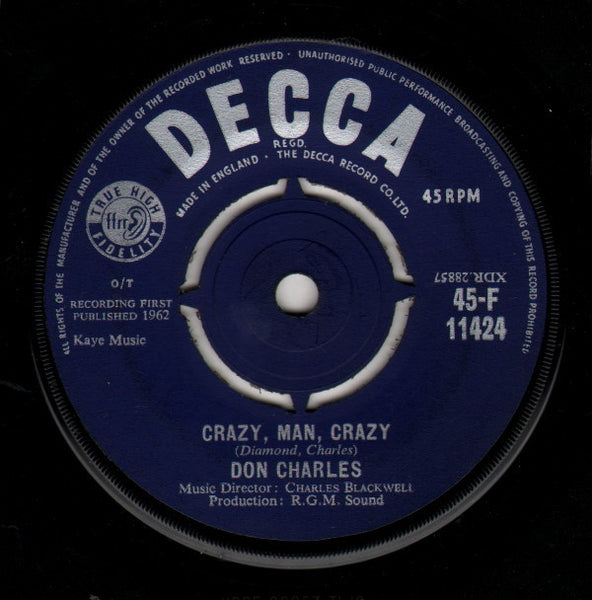 ALL RIGHTS OF THE MANUFACTURER AND OF THE OWNER OF THE RECORDED WORK RESERVED · UNAUTHORISED PUBLIC PERFORMANCE BROADCASTING AND COPYING OF THIS RECORD PROHIBITED
DECCA
REGD.
MADE IN ENGLAND · THE DECCA RECORD CO. LTD.
TRUE HIGH
ffrr
FIDELITY
45 RPM
O/T
RECORDING FIRST
PUBLISHED 1962
Kaye Music
XDR.28857
45-F
11424
CRAZY, MAN, CRAZY
(Diamond, Charles)
DON CHARLES
Music Director: CHARLES BLACKWELL
Production: R.G.M. Sound